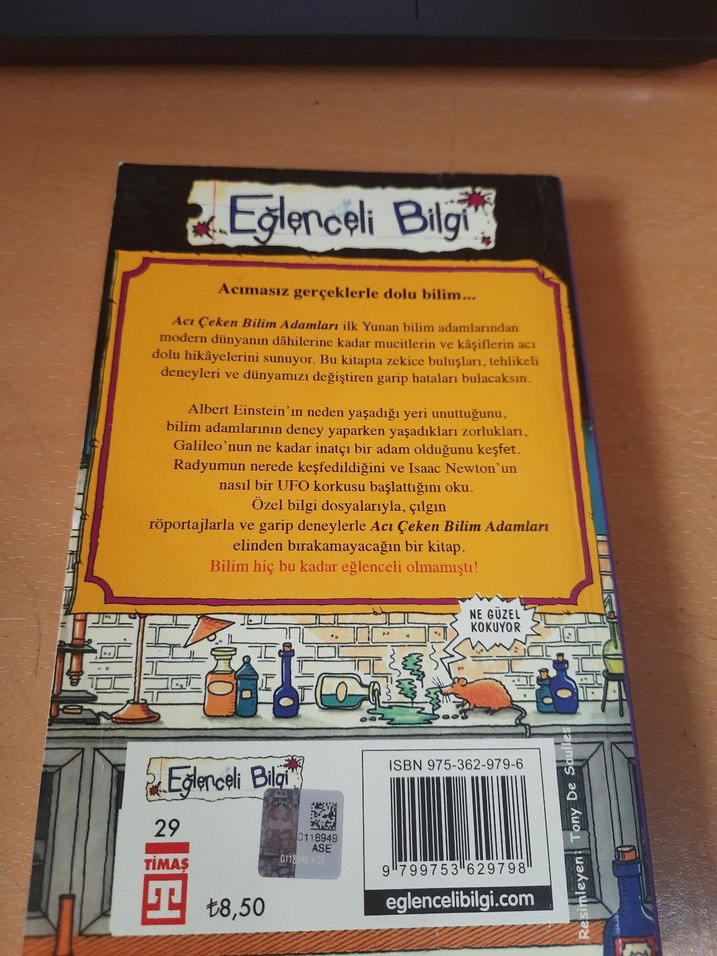 Eğlenceli Bilgi
Acımasız gerçeklerle dolu bilim...
Acı Çeken Bilim Adamları ilk Yunan bilim adamlarından
modern dünyanın dâhilerine kadar mucitlerin ve kâşiflerin acı
dolu hikâyelerini sunuyor. Bu kitapta zekice buluşları, tehlikeli
deneyleri ve dünyamızı değiştiren garip hataları bulacaksın.
Albert Einstein'ın neden yaşadığı yeri unuttuğunu,
bilim adamlarının deney yaparken yaşadıkları zorlukları,
Galileo'nun ne kadar inatçı bir adam olduğunu keşfet.
Radyumun nerede keşfedildiğini ve Isaac Newton'un
nasıl bir UFO korkusu başlattığını oku.
Özel bilgi dosyalarıyla, çılgın
röportajlarla ve garip deneylerle Acı Çeken Bilim Adamları
elinden bırakamayacağın bir kitap.
Bilim hiç bu kadar eğlenceli olmamıştı!
NE GÜZEL
KOKUYOR
Eğlenceli Bilgi
29
TİMAŞ
₺8,50
0118949
ASE
0118949 ASE
ISBN 975-362-979-6
9 799753 629798
eglencelibilgi.com
Resimleyen: Tony De Saulles